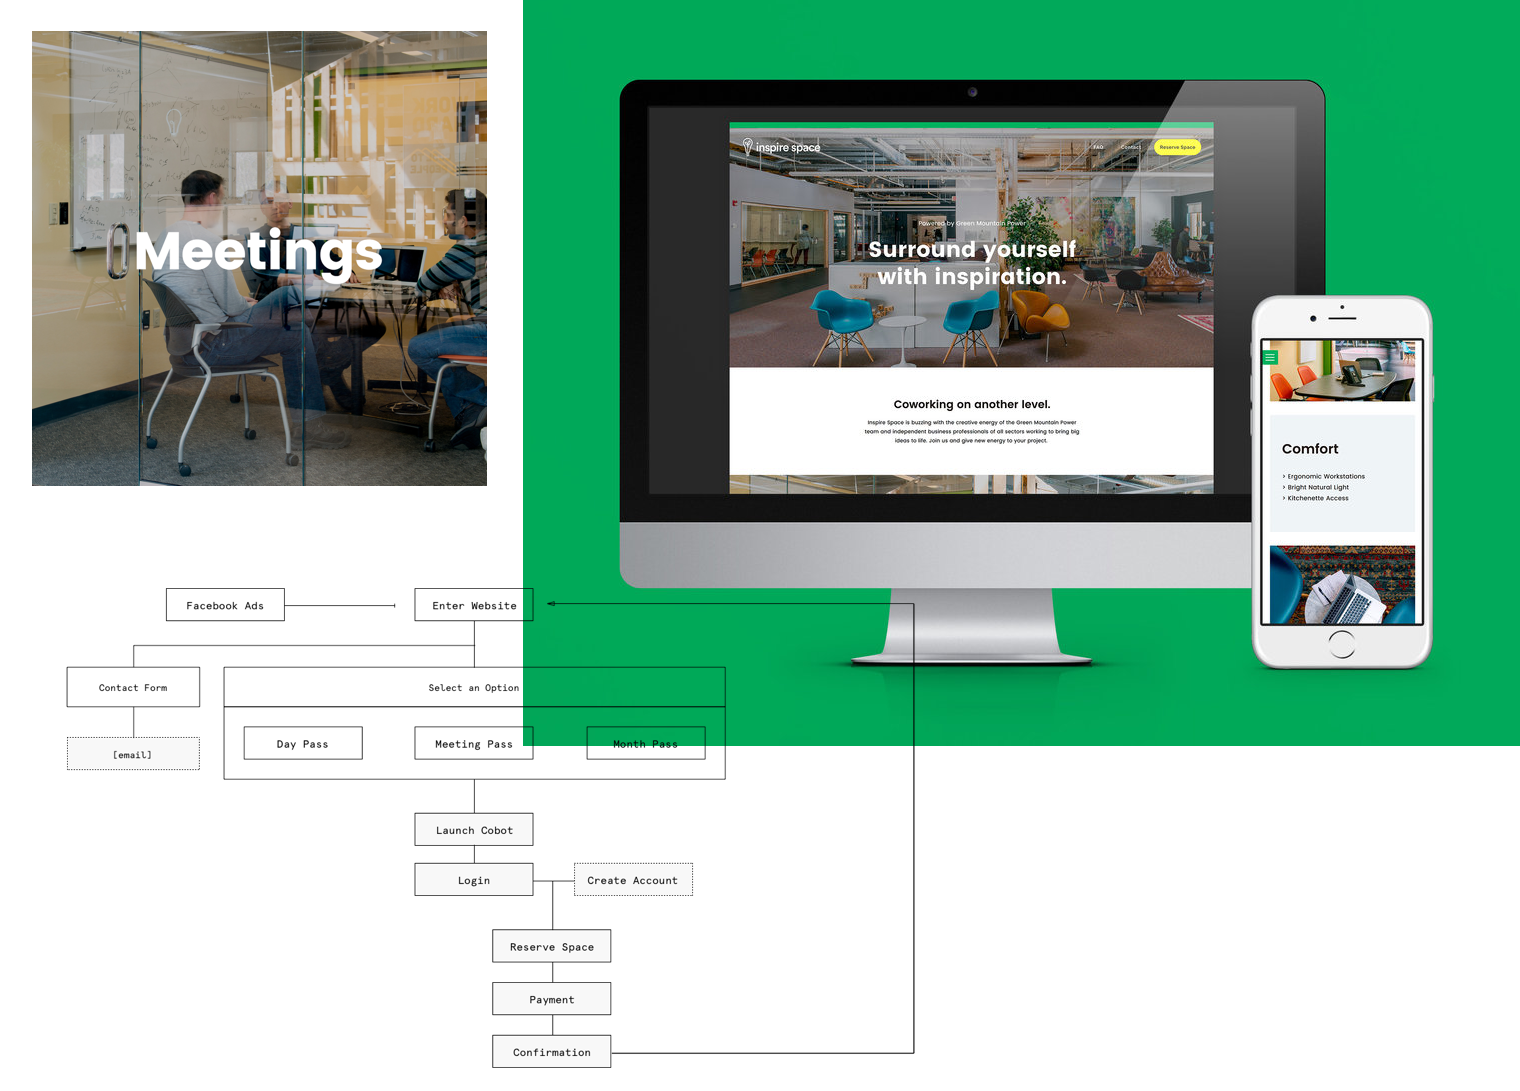 Meetings
inspire space
FAQ
Contact
Reserve Space
Powered by Green Mountain Power
Surround yourself
with inspiration.
Coworking on another level.
Inspire Space is buzzing with the creative energy of the Green Mountain Power
team and independent business professionals of all sectors working to bring big
ideas to life. Join us and give new energy to your project.
Comfort
> Ergonomic Workstations
> Bright Natural Light
> Kitchenette Access
Facebook Ads
Enter Website
Contact Form
Select an Option
[email]
Day Pass
Meeting Pass
Month Pass
Launch Cobot
Login
Create Account
Reserve Space
Payment
Confirmation